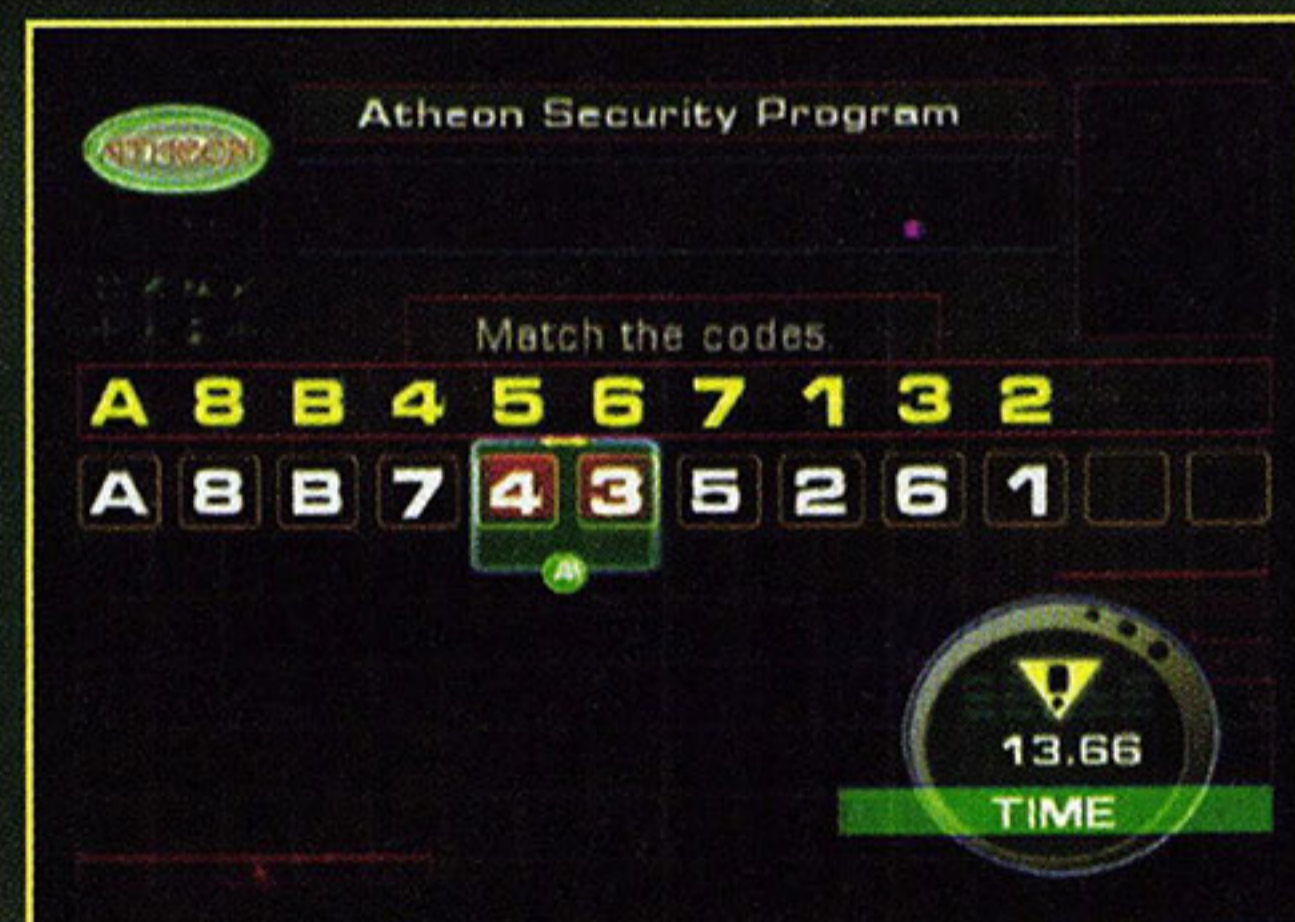 Atheon Security Program
Match the codes.
A 8 B 4 5 6 7 1 3 2
A 8 B 7 4 3 5 2 6 1
13.66
TIME